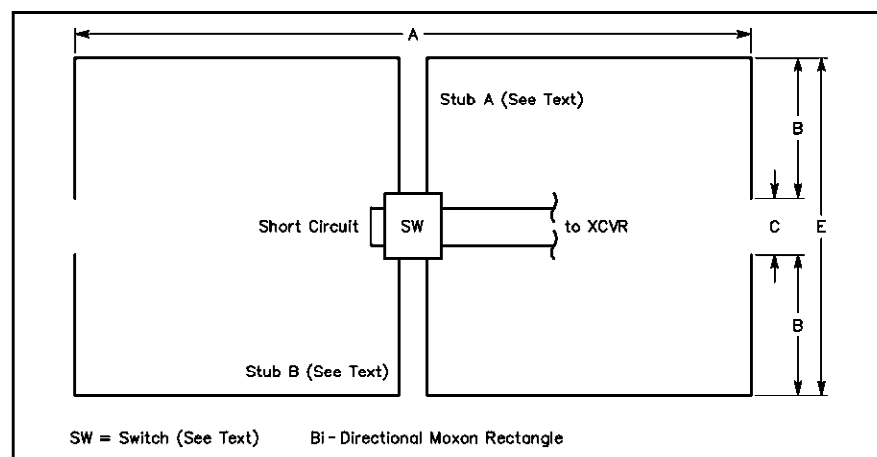 A
Stub A (See Text)
B
Short Circuit
SW
to XCVR
C
E
B
Stub B (See Text)
SW = Switch (See Text)
Bi-Directional Moxon Rectangle